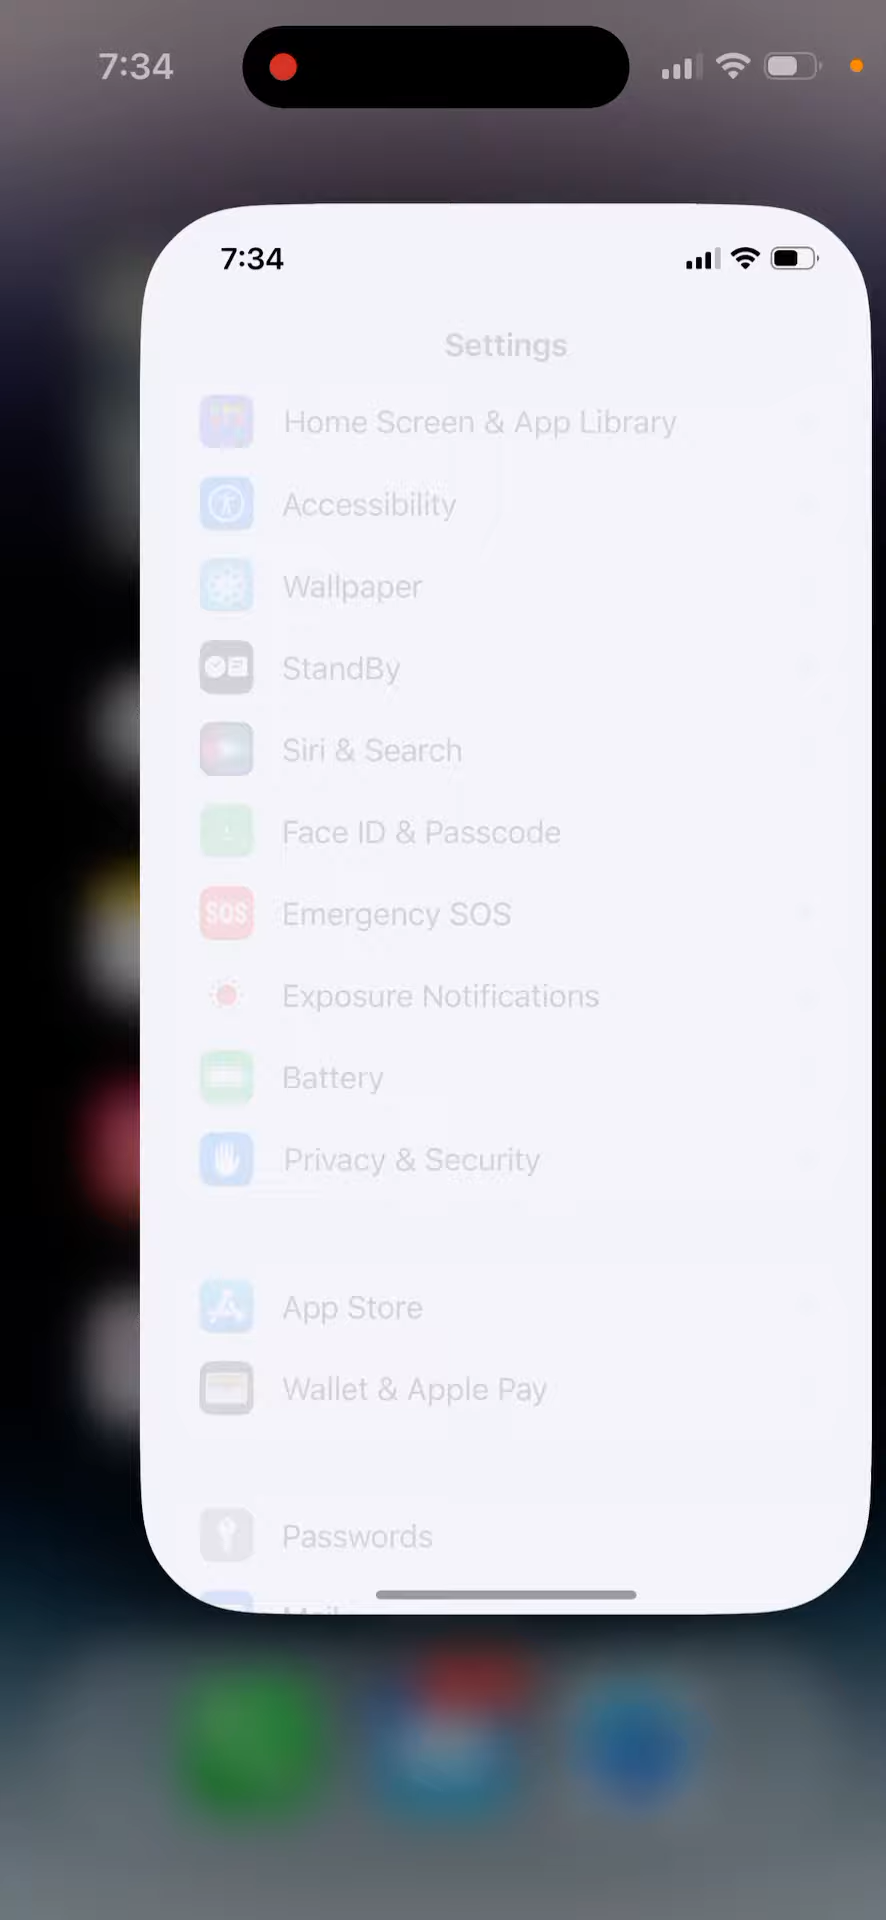 7:34
7:34
Settings
Home Screen & App Library
Accessibility
Wallpaper
StandBy
Siri & Search
Face ID & Passcode
SOS Emergency SOS
Exposure Notifications
Battery
Privacy & Security
App Store
Wallet & Apple Pay
Passwords
Mail